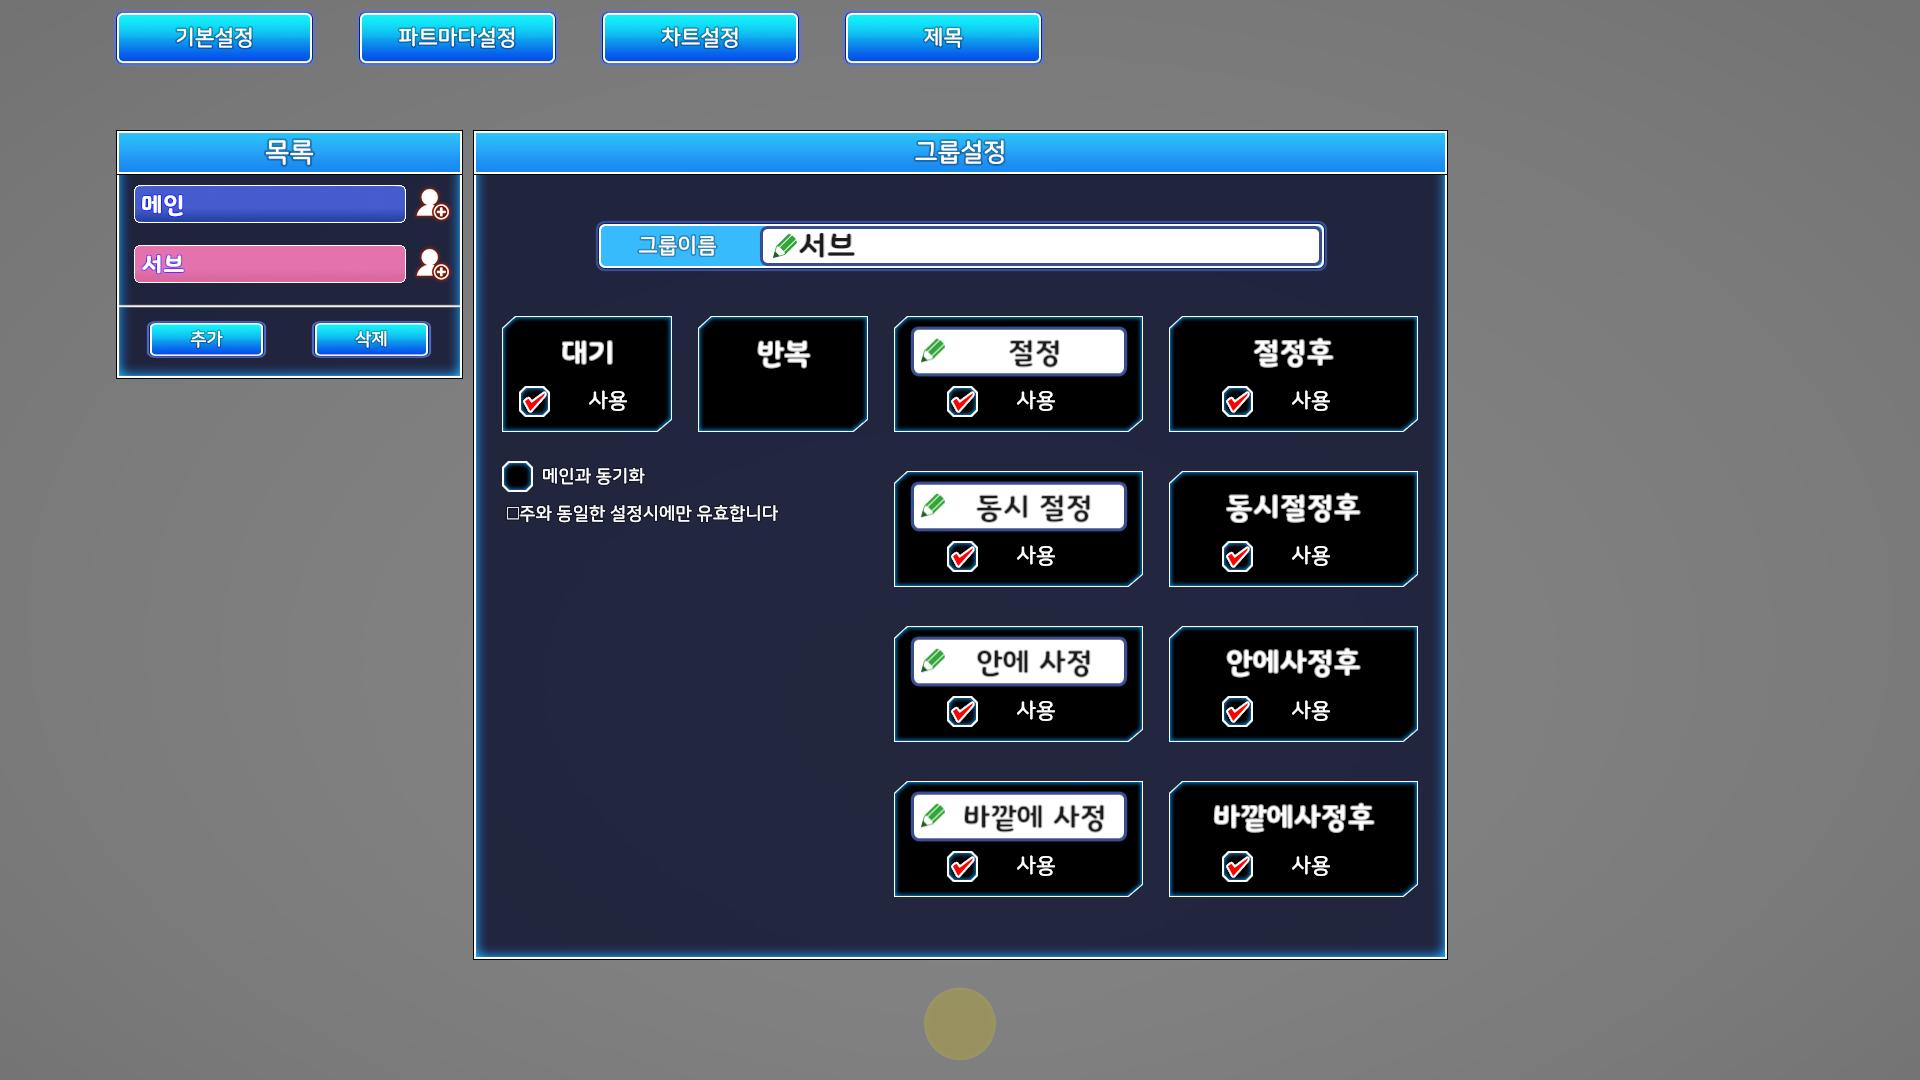 기본설정
파트마다설정
차트설정
제목
목록
메인
서브
추가
삭제
그룹설정
그룹이름
서브
대기
사용
반복
절정
사용
절정후
사용
메인과 동기화
□주와 동일한 설정시에만 유효합니다
동시 절정
사용
동시절정후
사용
안에 사정
사용
안에사정후
사용
바깥에 사정
사용
바깥에사정후
사용